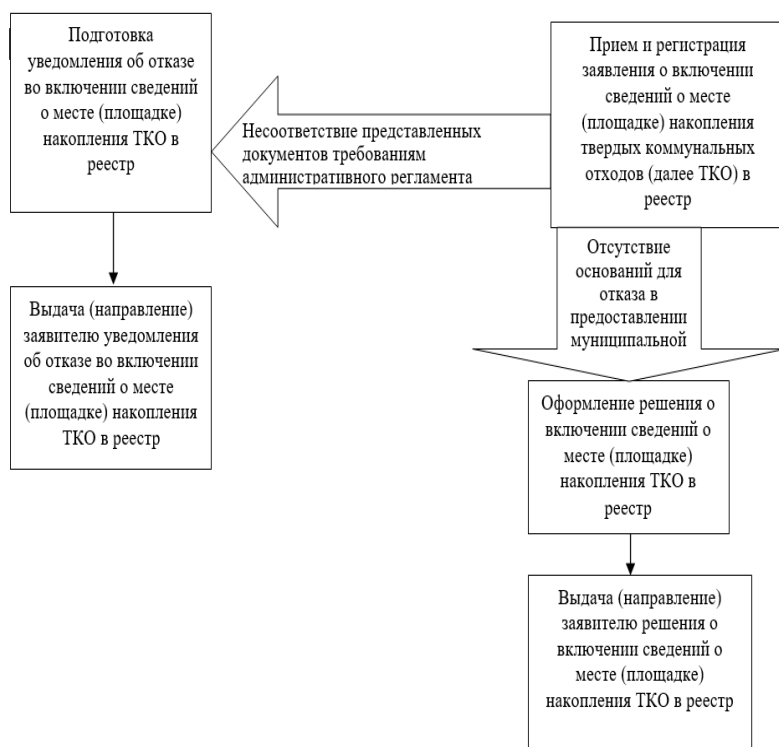 Прием и регистрация
заявления о включении
сведений о месте
(площадке) накопления
твердых коммунальных
отходов (далее ТКО) в
реестр
Несоответствие представленных
документов требованиям
административного регламента
Подготовка
уведомления об отказе
во включении сведений
о месте (площадке)
накопления ТКО в
реестр
Выдача (направление)
заявителю уведомления
об отказе во включении
сведений о месте
(площадке) накопления
ТКО в реестр
Отсутствие
оснований для
отказа в
предоставлении
муниципальной
Оформление решения о
включении сведений о
месте (площадке)
накопления ТКО в
реестр
Выдача (направление)
заявителю решения о
включении сведений о
месте (площадке)
накопления ТКО в реестр